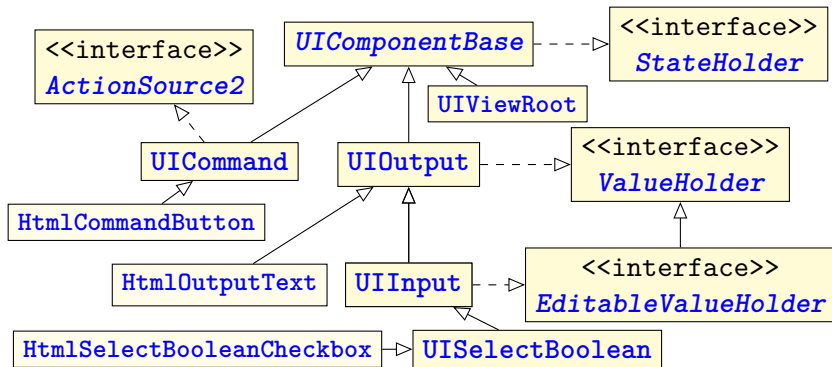 <<interface>>
ActionSource2
UIComponentBase
<<interface>>
StateHolder
UIViewRoot
UICommand
UIOutput
<<interface>>
ValueHolder
HtmlCommandButton
HtmlOutputText
UIInput
<<interface>>
EditableValueHolder
HtmlSelectBooleanCheckbox
UISelectBoolean